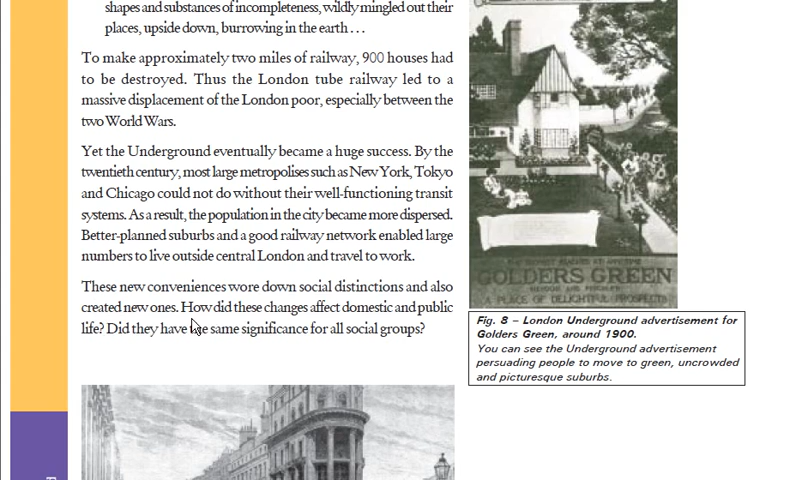 shapes and substances of incompleteness, wildly mingled out their
places, upside down, burrowing in the earth . . .
To make approximately two miles of railway, 900 houses had
to be destroyed. Thus the London tube railway led to a
massive displacement of the London poor, especially between the
two World Wars.
Yet the Underground eventually became a huge success. By the
twentieth century, most large metropolises such as New York, Tokyo
and Chicago could not do without their well-functioning transit
systems. As a result, the population in the city became more dispersed.
Better-planned suburbs and a good railway network enabled large
numbers to live outside central London and travel to work.
These new conveniences wore down social distinctions and also
created new ones. How did these changes affect domestic and public
life? Did they have the same significance for all social groups?
GOLDERS GREEN
A PLACE OF DELIGHTFUL PROSPECTS
Fig. 8 – London Underground advertisement for
Golders Green, around 1900.
You can see the Underground advertisement
persuading people to move to green, uncrowded
and picturesque suburbs.